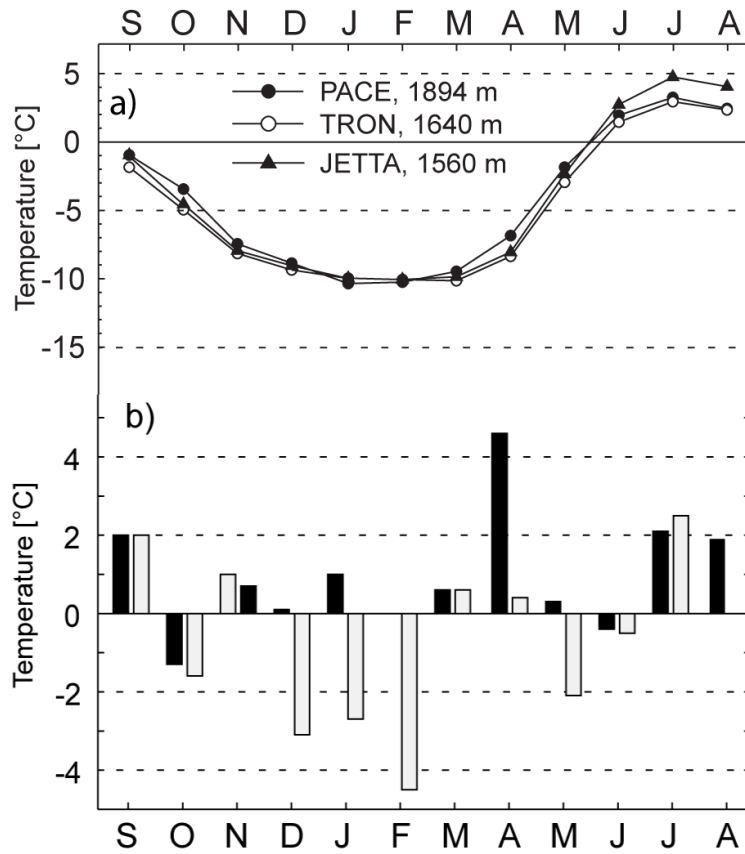 S O N D J F M A M J J A
Temperature [°C]
5
0
-5
-10
-15
a)
PACE, 1894 m
TRON, 1640 m
JETTA, 1560 m
b)
Temperature [°C]
4
2
0
-2
-4
S O N D J F M A M J J A